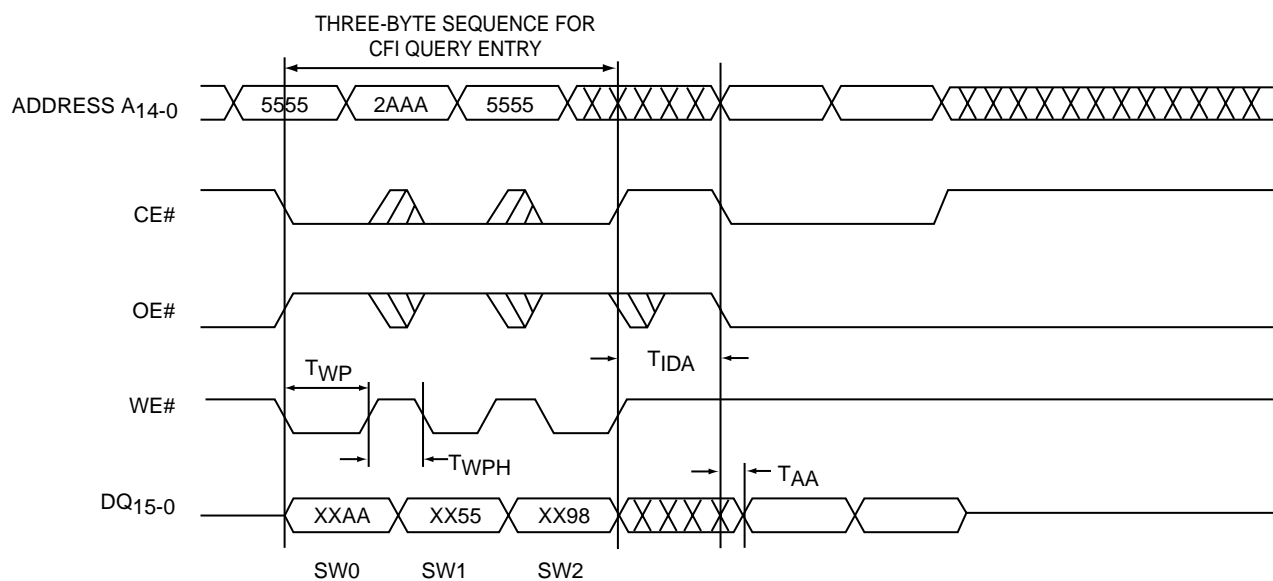 THREE-BYTE SEQUENCE FOR
CFI QUERY ENTRY
ADDRESS A14-0
5555 2AAA 5555
CE#
OE#
TWP
TIDA
WE#
TWPH
TAA
DQ15-0
XXAA XX55 XX98
SW0 SW1 SW2